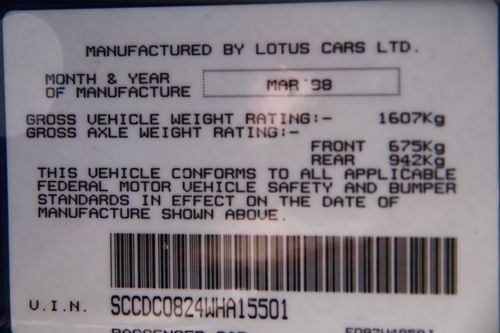 MANUFACTURED BY LOTUS CARS LTD.
MONTH & YEAR
OF MANUFACTURE
MAR '98
GROSS VEHICLE WEIGHT RATING:- 1607Kg
GROSS AXLE WEIGHT RATING:-
FRONT 675Kg
REAR 942Kg
THIS VEHICLE CONFORMS TO ALL APPLICABLE
FEDERAL MOTOR VEHICLE SAFETY AND BUMPER
STANDARDS IN EFFECT ON THE DATE OF
MANUFACTURE SHOWN ABOVE.
V.I.N. SCCDC0824WHA15501